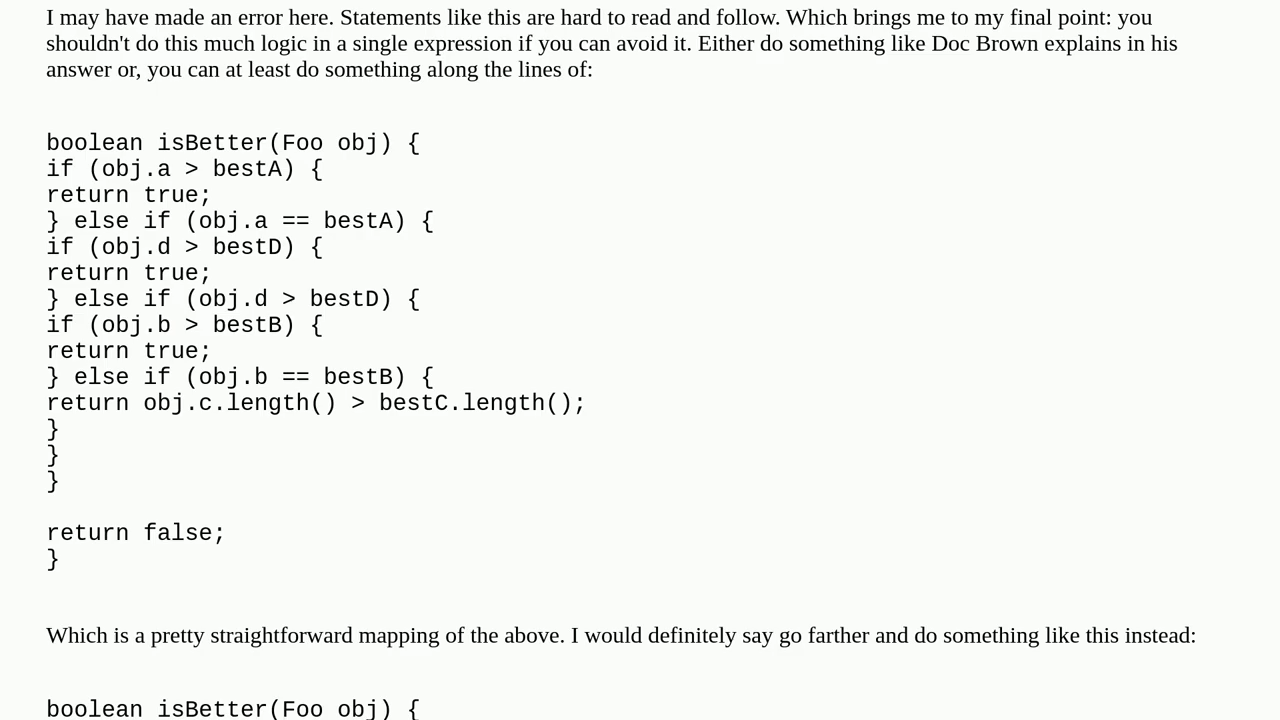 I may have made an error here. Statements like this are hard to read and follow. Which brings me to my final point: you
shouldn't do this much logic in a single expression if you can avoid it. Either do something like Doc Brown explains in his
answer or, you can at least do something along the lines of:
boolean isBetter(Foo obj) {
if (obj.a > bestA) {
return true;
} else if (obj.a == bestA) {
if (obj.d > bestD) {
return true;
} else if (obj.d > bestD) {
if (obj.b > bestB) {
return true;
} else if (obj.b == bestB) {
return obj.c.length() > bestC.length();
}
}
}
return false;
}
Which is a pretty straightforward mapping of the above. I would definitely say go farther and do something like this instead:
boolean isBetter(Foo obj) {